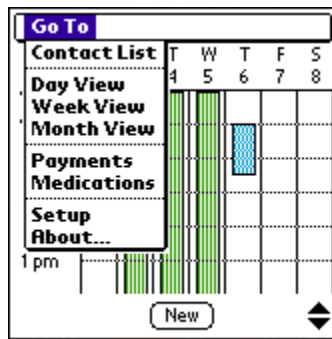 Go To
Contact List
Day View
Week View
Month View
Payments
Medications
Setup
About...
T W T F S
4 5 6 7 8
1 pm
New